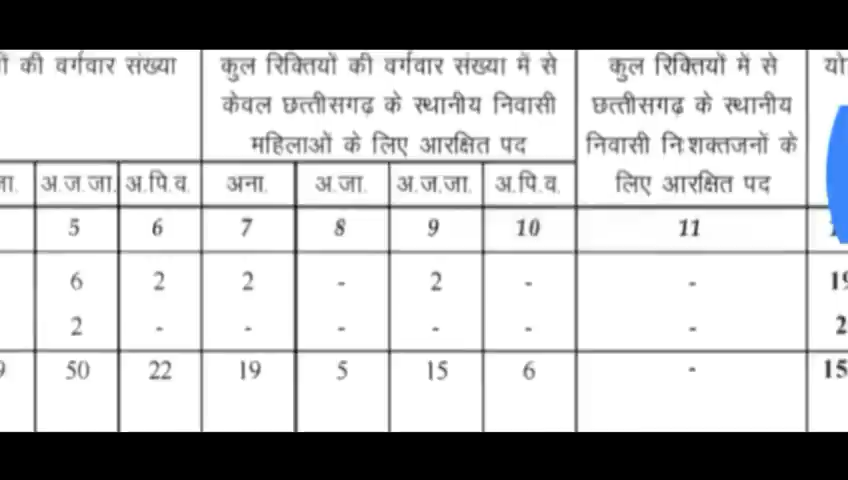 की वर्गवार संख्या कुल रिक्तियों की वर्गवार संख्या में से कुल रिक्तियों में से
केवल छत्तीसगढ़ के स्थानीय निवासी छत्तीसगढ़ के स्थानीय
महिलाओं के लिए आरक्षित पद निवासी निःशक्तजनों के
अ.ज.जा. अ.पि.व. अना. अ.जा. अ.ज.जा. अ.पि.व. लिए आरक्षित पद
5 6 7 8 9 10 11
6 2 2 - 2 - - 19
2 - - - - - - 2
50 22 19 5 15 6 - 15